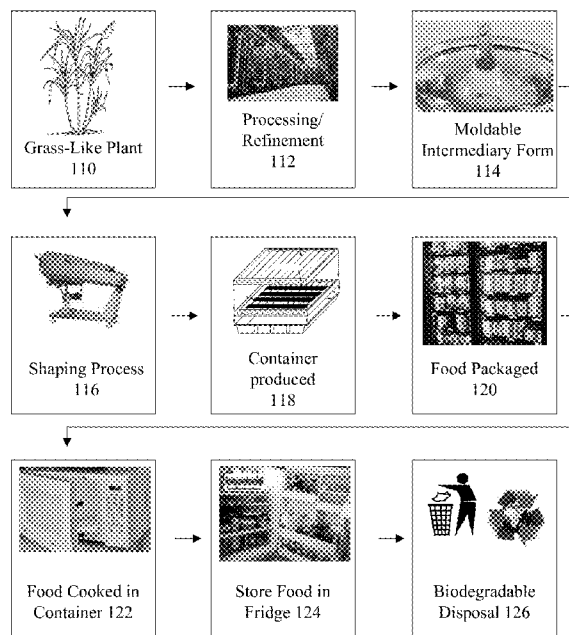 Grass-Like Plant
110
Processing/
Refinement
112
Moldable
Intermediary Form
114
Shaping Process
116
Container
produced
118
Food Packaged
120
Food Cooked in
Container 122
Store Food in
Fridge 124
Biodegradable
Disposal 126